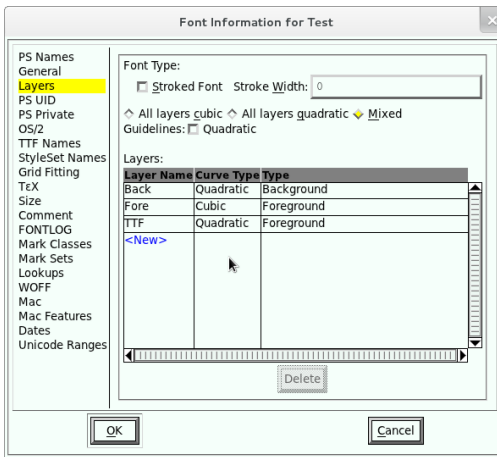 Font Information for Test
PS Names
General
Layers
PS UID
PS Private
OS/2
TTF Names
StyleSet Names
Grid Fitting
TεX
Size
Comment
FONTLOG
Mark Classes
Mark Sets
Lookups
WOFF
Mac
Mac Features
Dates
Unicode Ranges
Font Type:
Stroked Font Stroke Width: 0
All layers cubic All layers quadratic Mixed
Guidelines: Quadratic
Layers:
Layer Name Curve Type Type
Back Quadratic Background
Fore Cubic Foreground
TTF Quadratic Foreground
<New>
Delete
OK Cancel